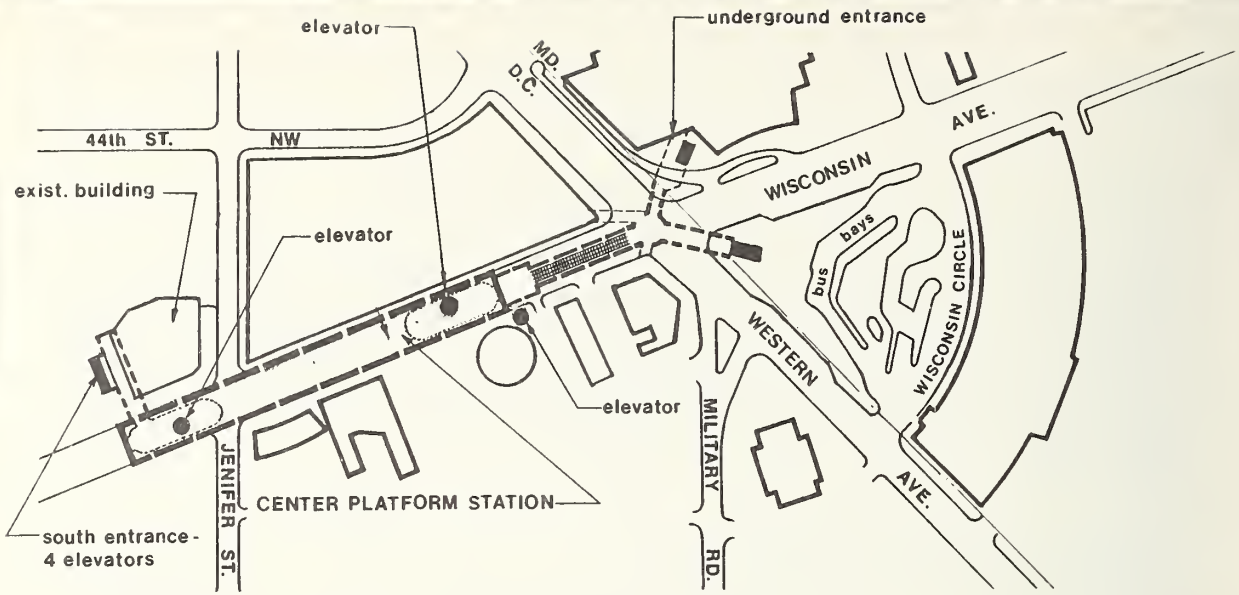 elevator
underground entrance
MD.
D.C.
44th ST. NW
AVE.
WISCONSIN
exist. building
elevator
bus bays
WISCONSIN CIRCLE
WESTERN
elevator
MILITARY
JENIFER ST.
CENTER PLATFORM STATION
AVE.
south entrance -
4 elevators
RD.